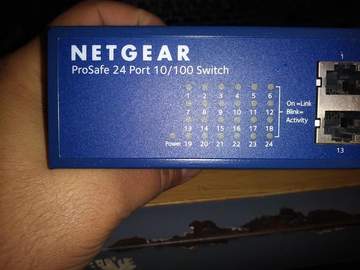 NETGEAR
ProSafe 24 Port 10/100 Switch
1 2 3 4 5 6
7 8 9 10 11 12
13 14 15 16 17 18
Power 19 20 21 22 23 24
On =Link
Blink=
Activity
1
13